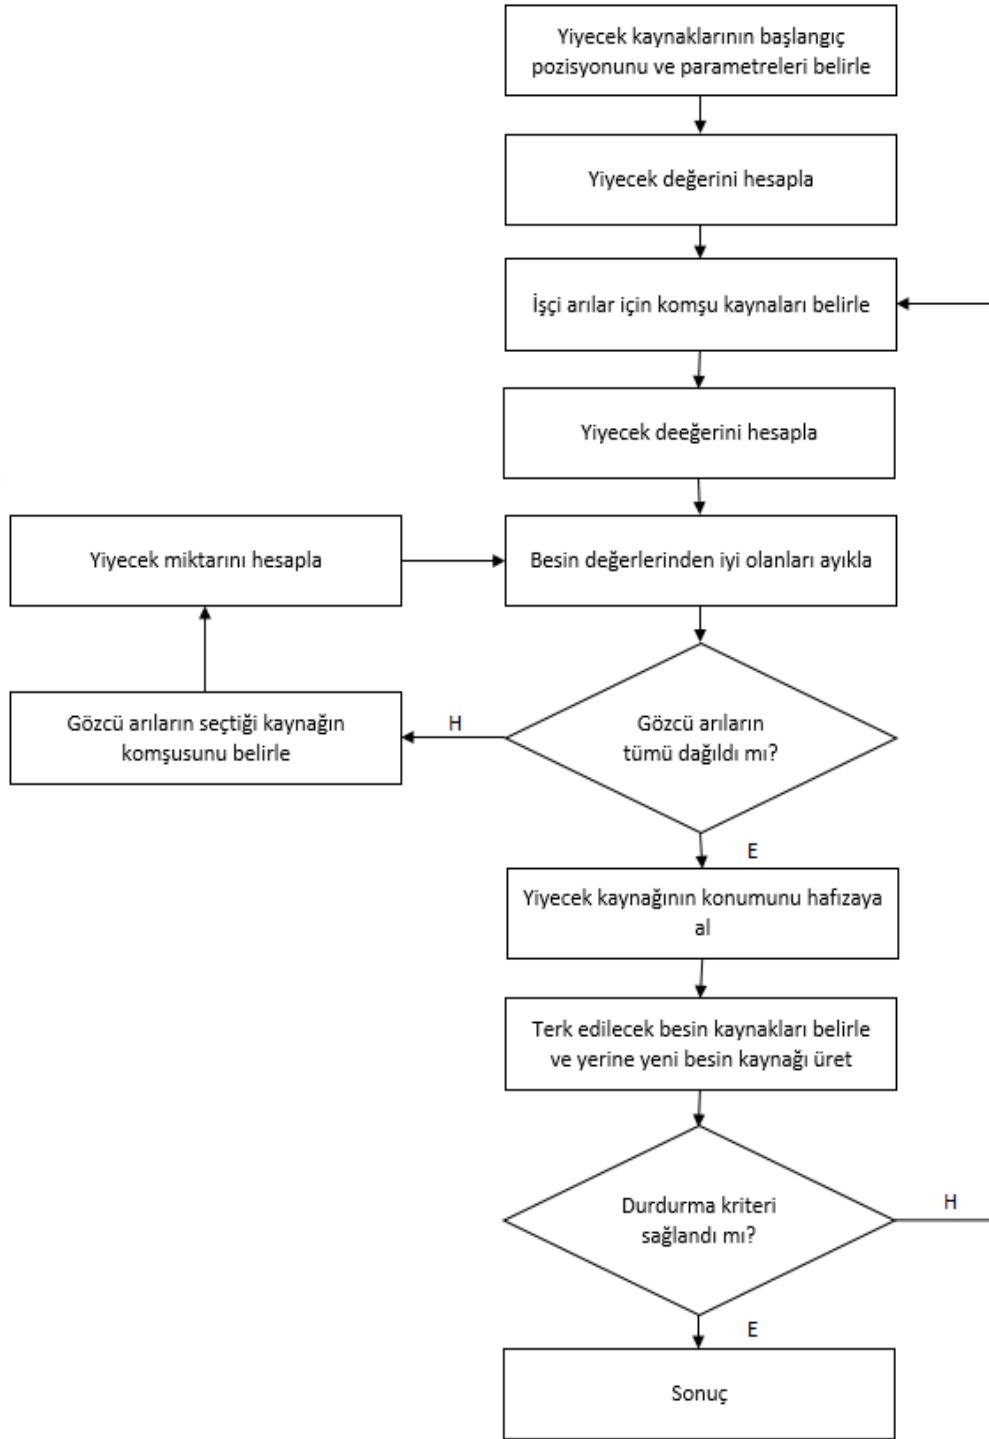 Yiyecek kaynaklarının başlangıç
pozisyonunu ve parametreleri belirle
Yiyecek değerini hesapla
İşçi arılar için komşu kaynaları belirle
Yiyecek deeğerini hesapla
Yiyecek miktarını hesapla
Besin değerlerinden iyi olanları ayıkla
Gözcü arıların seçtiği kaynağın
komşusunu belirle
H
Gözcü arıların
tümü dağıldı mı?
E
Yiyecek kaynağının konumunu hafızaya
al
Terk edilecek besin kaynakları belirle
ve yerine yeni besin kaynağı üret
Durdurma kriteri
sağlandı mı?
H
E
Sonuç